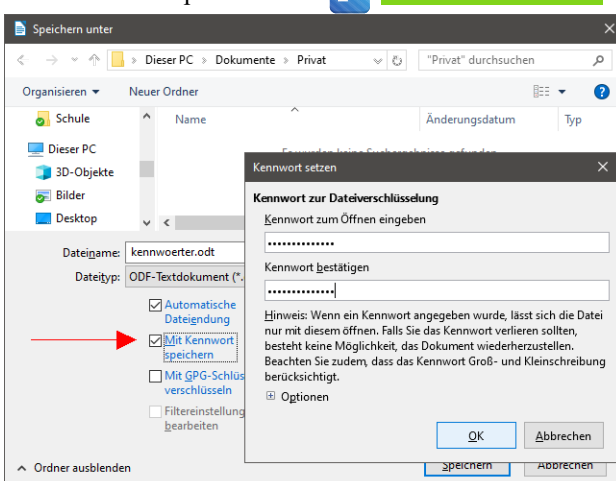 Speichern unter
Dieser PC > Dokumente > Privat
"Privat" durchsuchen
Organisieren
Neuer Ordner
Schule
Dieser PC
3D-Objekte
Bilder
Desktop
Name
Änderungsdatum
Typ
Dateiname:
kennwoerter.odt
Dateityp:
ODF-Textdokument (*.
Automatische
Dateiendung
Mit Kennwort
speichern
Mit GPG-Schlüs
verschlüsseln
Filtereinstellung
bearbeiten
Ordner ausblenden
Speichern
Abbrechen
Kennwort setzen
Kennwort zur Dateiverschlüsselung
Kennwort zum Öffnen eingeben
••••••••••••••
Kennwort bestätigen
••••••••••••••
Hinweis: Wenn ein Kennwort angegeben wurde, lässt sich die Datei
nur mit diesem öffnen. Falls Sie das Kennwort verlieren sollten,
besteht keine Möglichkeit, das Dokument wiederherzustellen.
Beachten Sie zudem, dass das Kennwort Groß- und Kleinschreibung
berücksichtigt.
Optionen
OK
Abbrechen